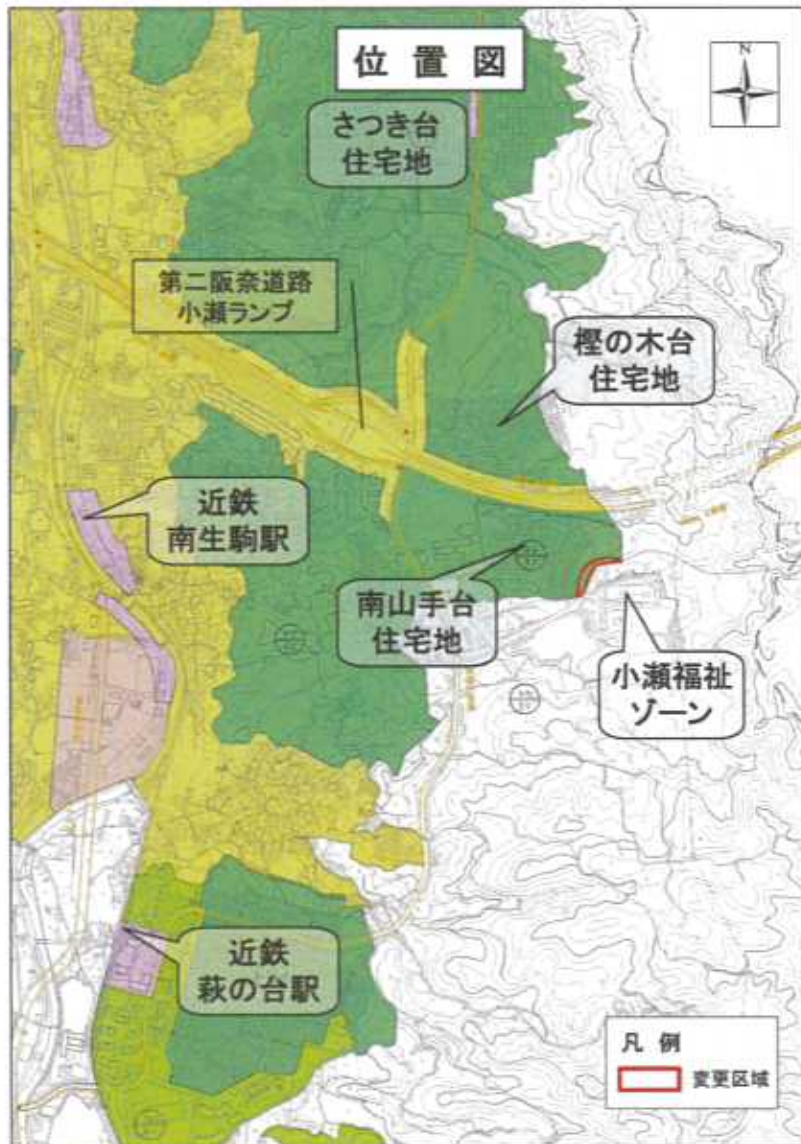 位置図
N
さつき台
住宅地
第二阪奈道路
小瀬ランプ
樫の木台
住宅地
近鉄
南生駒駅
南山手台
住宅地
小瀬福祉
ゾーン
近鉄
萩の台駅
凡例
変更区域